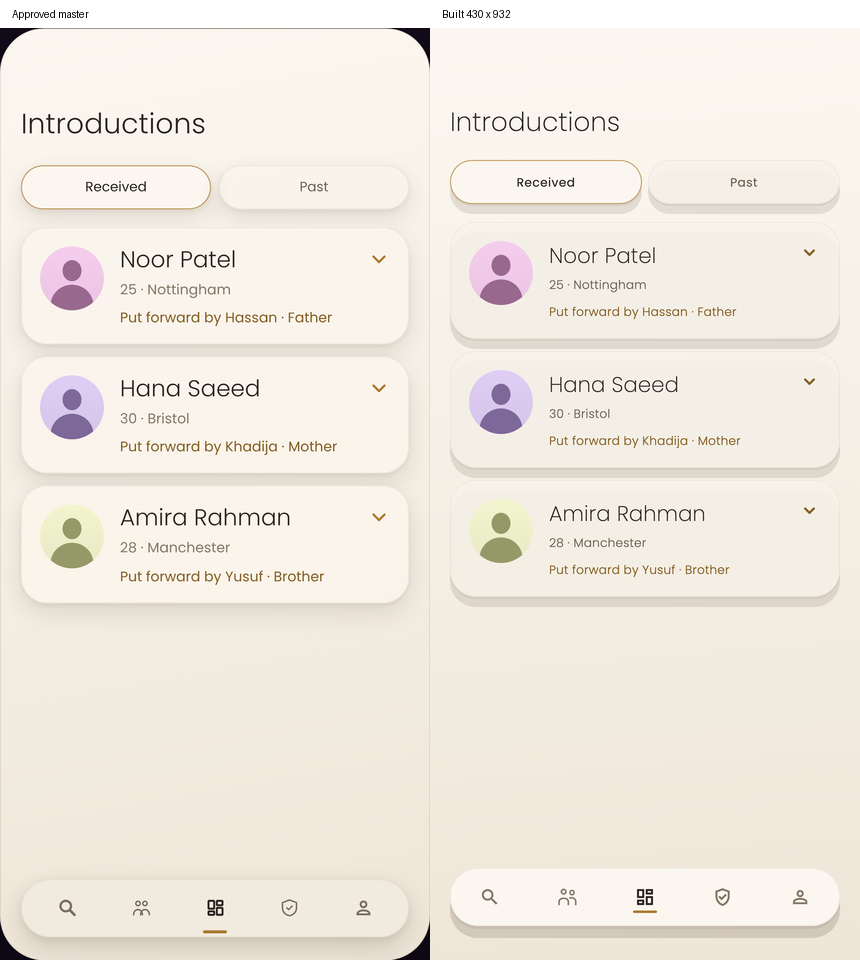 Approved master
Introductions
Received
Past
Noor Patel
25 · Nottingham
Put forward by Hassan · Father
Hana Saeed
30 · Bristol
Put forward by Khadija · Mother
Amira Rahman
28 · Manchester
Put forward by Yusuf · Brother
Built 430 x 932
Introductions
Received
Past
Noor Patel
25 · Nottingham
Put forward by Hassan · Father
Hana Saeed
30 · Bristol
Put forward by Khadija · Mother
Amira Rahman
28 · Manchester
Put forward by Yusuf · Brother